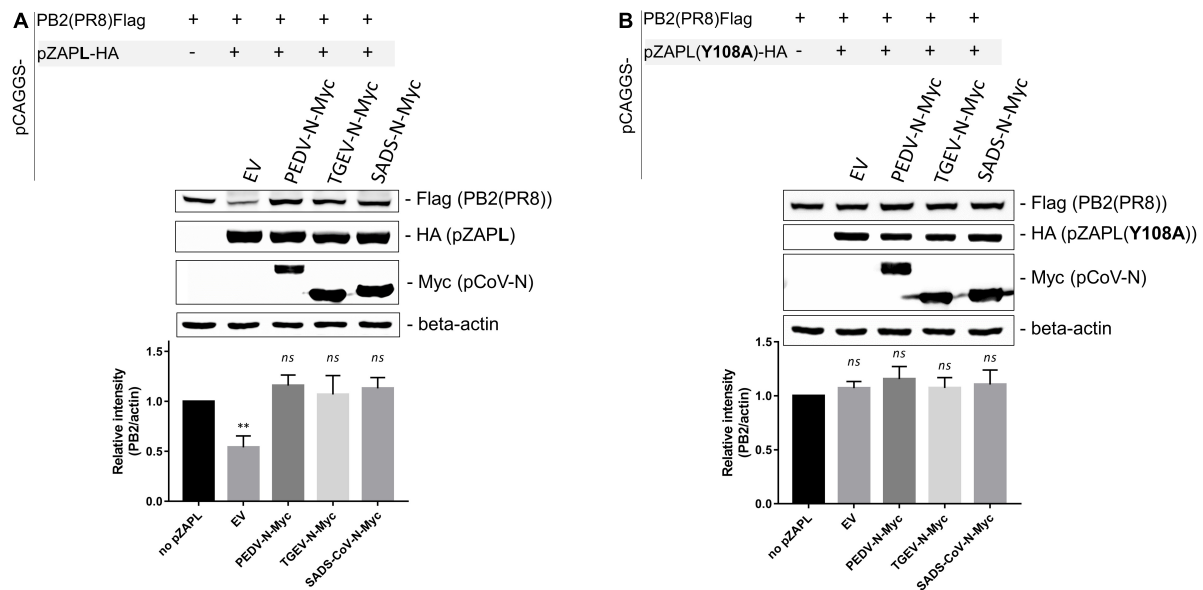 A
PB2(PR8)Flag + + + + +
pZAPL-HA - + + + +
pCAGGS-
EV
PEDV-N-Myc
TGEV-N-Myc
SADS-N-Myc
- Flag (PB2(PR8))
- HA (pZAPL)
- Myc (pCoV-N)
- beta-actin
Relative intensity
(PB2/actin)
1.5
1.0
0.5
0.0
**
ns
ns
ns
no pZAPL
EV
PEDV-N-Myc
TGEV-N-Myc
SADS-CoV-N-Myc
B
PB2(PR8)Flag + + + + +
pZAPL(Y108A)-HA - + + + +
pCAGGS-
EV
PEDV-N-Myc
TGEV-N-Myc
SADS-N-Myc
- Flag (PB2(PR8))
- HA (pZAPL(Y108A))
- Myc (pCoV-N)
- beta-actin
Relative intensity
(PB2/actin)
1.5
1.0
0.5
0.0
ns
ns
ns
ns
no pZAPL
EV
PEDV-N-Myc
TGEV-N-Myc
SADS-CoV-N-Myc